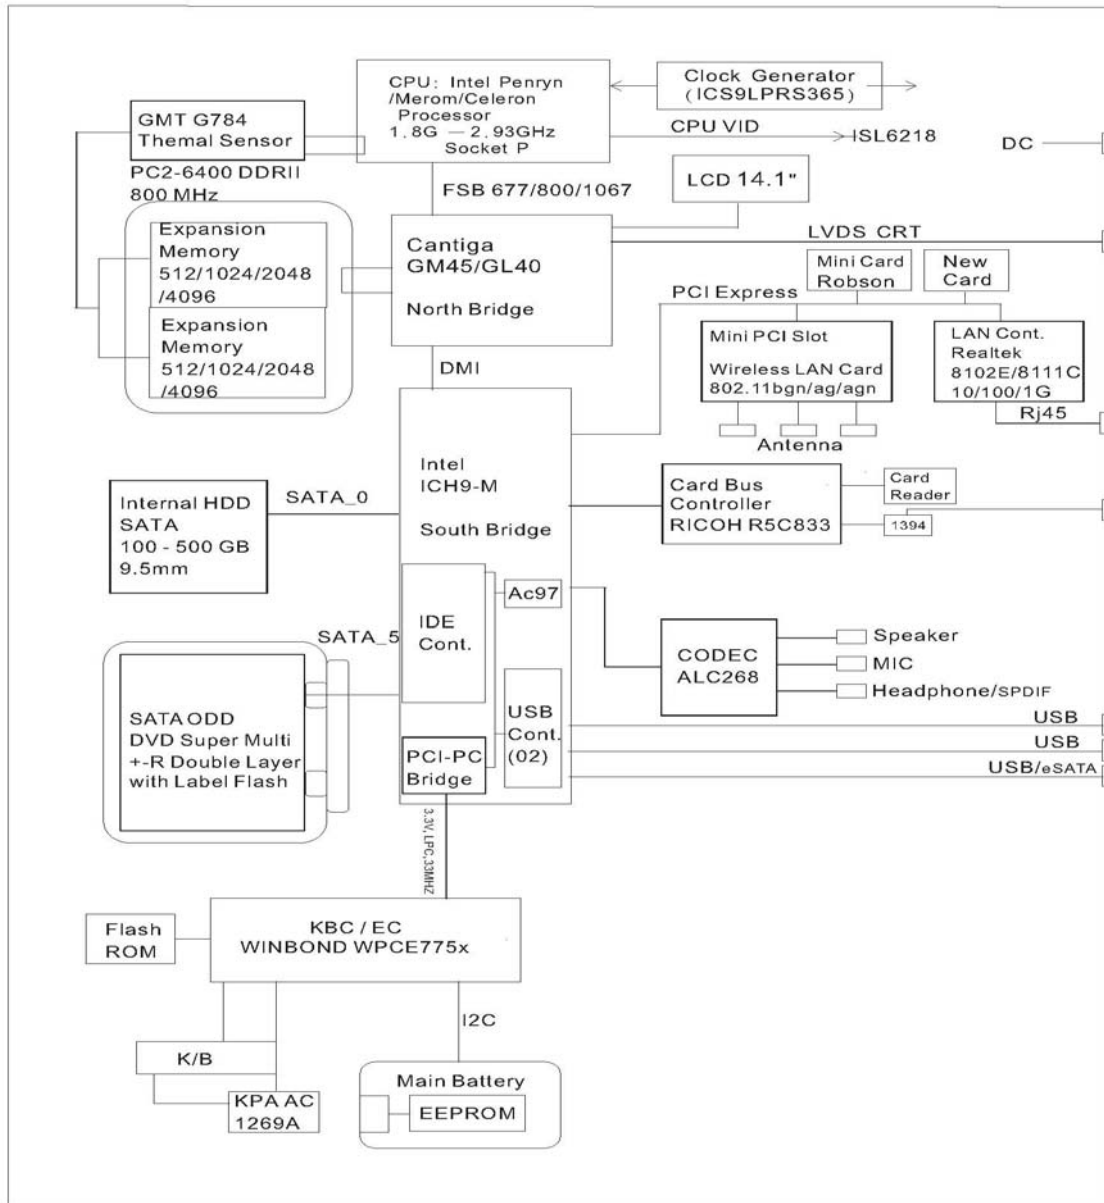 CPU: Intel Penryn
/Merom/Celeron
Processor
1.8G — 2.93GHz
Socket P
Clock Generator
(ICS9LPRS365)
GMT G784
Themal Sensor
CPU VID
ISL6218
DC
PC2-6400 DDRII
800 MHz
FSB 677/800/1067
LCD 14.1"
Expansion
Memory
512/1024/2048
/4096
Expansion
Memory
512/1024/2048
/4096
Cantiga
GM45/GL40
North Bridge
LVDS CRT
Mini Card
Robson
New
Card
PCI Express
Mini PCI Slot
Wireless LAN Card
802.11bgn/ag/agn
LAN Cont.
Realtek
8102E/8111C
10/100/1G
Rj45
Antenna
DMI
Intel
ICH9-M
South Bridge
Internal HDD
SATA
100 - 500 GB
9.5mm
SATA_0
Card Bus
Controller
RICOH R5C833
Card
Reader
1394
IDE
Cont.
Ac97
SATA_5
CODEC
ALC268
Speaker
MIC
Headphone/SPDIF
SATA ODD
DVD Super Multi
+-R Double Layer
with Label Flash
USB
Cont.
(02)
PCI-PC
Bridge
USB
USB
USB/eSATA
3.3V, LPC,33MHZ
Flash
ROM
KBC / EC
WINBOND WPCE775x
I2C
K/B
KPA AC
1269A
Main Battery
EEPROM